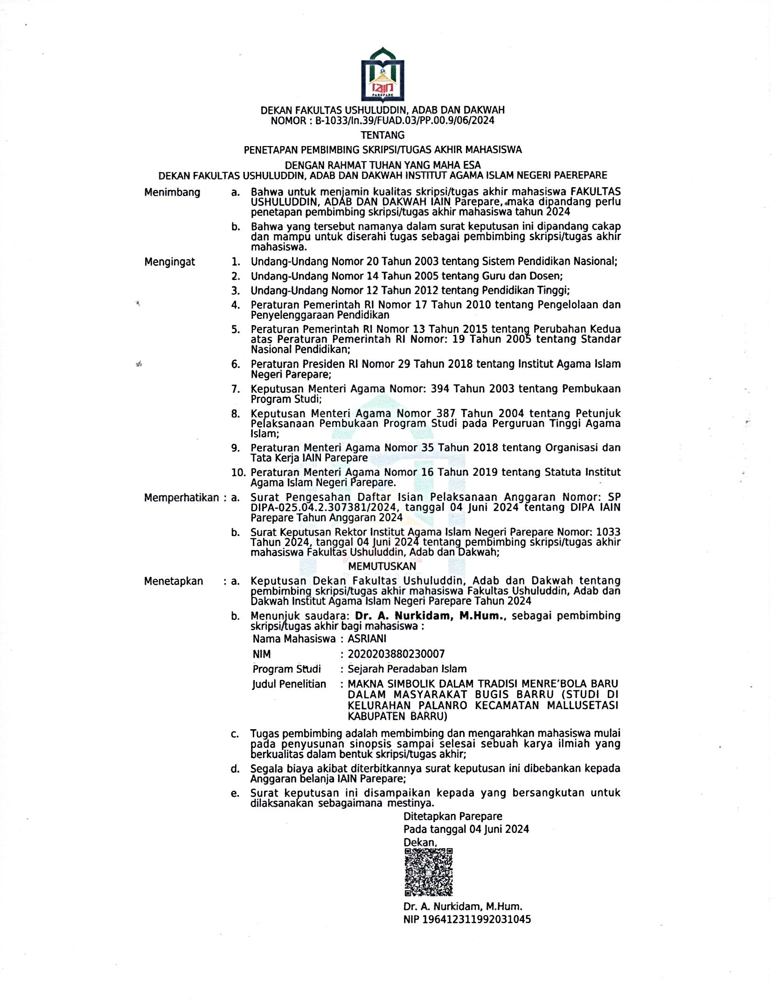 IAIN
PAREPARE
DEKAN FAKULTAS USHULUDDIN, ADAB DAN DAKWAH
NOMOR : B-1033/In.39/FUAD.03/PP.00.9/06/2024
TENTANG
PENETAPAN PEMBIMBING SKRIPSI/TUGAS AKHIR MAHASISWA
DENGAN RAHMAT TUHAN YANG MAHA ESA
DEKAN FAKULTAS USHULUDDIN, ADAB DAN DAKWAH INSTITUT AGAMA ISLAM NEGERI PAEREPARE
Menimbang a. Bahwa untuk menjamin kualitas skripsi/tugas akhir mahasiswa FAKULTAS
USHULUDDIN, ADAB DAN DAKWAH IAIN Parepare, maka dipandang perlu
penetapan pembimbing skripsi/tugas akhir mahasiswa tahun 2024
b. Bahwa yang tersebut namanya dalam surat keputusan ini dipandang cakap
dan mampu untuk diserahi tugas sebagai pembimbing skripsi/tugas akhir
mahasiswa.
Mengingat 1. Undang-Undang Nomor 20 Tahun 2003 tentang Sistem Pendidikan Nasional;
2. Undang-Undang Nomor 14 Tahun 2005 tentang Guru dan Dosen;
3. Undang-Undang Nomor 12 Tahun 2012 tentang Pendidikan Tinggi;
4. Peraturan Pemerintah RI Nomor 17 Tahun 2010 tentang Pengelolaan dan
Penyelenggaraan Pendidikan
5. Peraturan Pemerintah RI Nomor 13 Tahun 2015 tentang Perubahan Kedua
atas Peraturan Pemerintah RI Nomor: 19 Tahun 2005 tentang Standar
Nasional Pendidikan;
6. Peraturan Presiden RI Nomor 29 Tahun 2018 tentang Institut Agama Islam
Negeri Parepare;
7. Keputusan Menteri Agama Nomor: 394 Tahun 2003 tentang Pembukaan
Program Studi;
8. Keputusan Menteri Agama Nomor 387 Tahun 2004 tentang Petunjuk
Pelaksanaan Pembukaan Program Studi pada Perguruan Tinggi Agama
Islam;
9. Peraturan Menteri Agama Nomor 35 Tahun 2018 tentang Organisasi dan
Tata Kerja IAIN Parepare
10. Peraturan Menteri Agama Nomor 16 Tahun 2019 tentang Statuta Institut
Agama Islam Negeri Parepare.
Memperhatikan : a. Surat Pengesahan Daftar Isian Pelaksanaan Anggaran Nomor: SP
DIPA-025.04.2.307381/2024, tanggal 04 Juni 2024 tentang DIPA IAIN
Parepare Tahun Anggaran 2024
b. Surat Keputusan Rektor Institut Agama Islam Negeri Parepare Nomor: 1033
Tahun 2024, tanggal 04 Juni 2024 tentang pembimbing skripsi/tugas akhir
mahasiswa Fakultas Ushuluddin, Adab dan Dakwah;
MEMUTUSKAN
Menetapkan : a. Keputusan Dekan Fakultas Ushuluddin, Adab dan Dakwah tentang
pembimbing skripsi/tugas akhir mahasiswa Fakultas Ushuluddin, Adab dan
Dakwah Institut Agama Islam Negeri Parepare Tahun 2024
b. Menunjuk saudara: Dr. A. Nurkidam, M.Hum., sebagai pembimbing
skripsi/tugas akhir bagi mahasiswa :
Nama Mahasiswa : ASRIANI
NIM : 2020203880230007
Program Studi : Sejarah Peradaban Islam
Judul Penelitian : MAKNA SIMBOLIK DALAM TRADISI MENRE'BOLA BARU
DALAM MASYARAKAT BUGIS BARRU (STUDI DI
KELURAHAN PALANRO KECAMATAN MALLUSETASI
KABUPATEN BARRU)
c. Tugas pembimbing adalah membimbing dan mengarahkan mahasiswa mulai
pada penyusunan sinopsis sampai selesai sebuah karya ilmiah yang
berkualitas dalam bentuk skripsi/tugas akhir;
d. Segala biaya akibat diterbitkannya surat keputusan ini dibebankan kepada
Anggaran belanja IAIN Parepare;
e. Surat keputusan ini disampaikan kepada yang bersangkutan untuk
dilaksanakan sebagaimana mestinya.
Ditetapkan Parepare
Pada tanggal 04 Juni 2024
Dekan,
Dr. A. Nurkidam, M.Hum.
NIP 196412311992031045